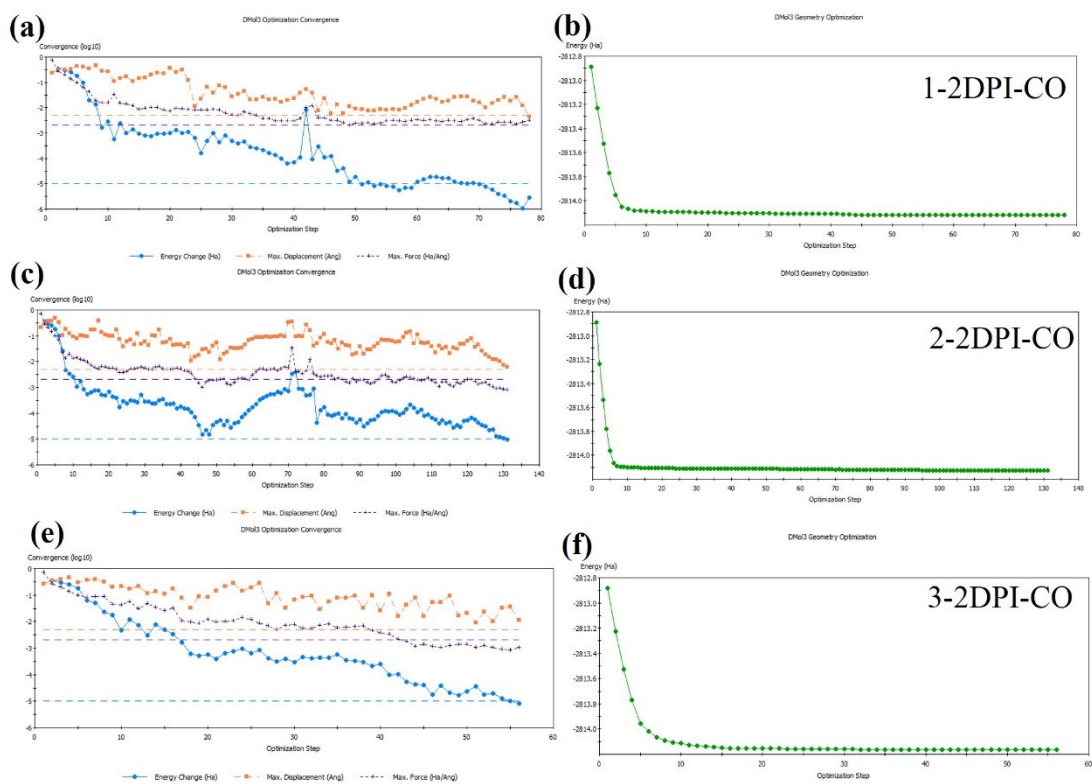 (a)
DMol3 Optimization Convergence
Convergence (log10)
0
-1
-2
-3
-4
-5
-6
0 10 20 30 40 50 60 70 80
Optimization Step
Energy Change (Ha) Max. Displacement (Ang) Max. Force (Ha/Ang)
(b)
DMol3 Geometry Optimization
Energy (Ha)
1-2DPI-CO
-2812.8
-2813.0
-2813.2
-2813.4
-2813.6
-2813.8
-2814.0
0 10 20 30 40 50 60 70 80
Optimization Step
(c)
DMol3 Optimization Convergence
Convergence (log10)
0
-1
-2
-3
-4
-5
-6
0 10 20 30 40 50 60 70 80 90 100 110 120 130 140
Optimization Step
Energy Change (Ha) Max. Displacement (Ang) Max. Force (Ha/Ang)
(d)
DMol3 Geometry Optimization
Energy (Ha)
2-2DPI-CO
-2812.8
-2813.0
-2813.2
-2813.4
-2813.6
-2813.8
-2814.0
0 10 20 30 40 50 60 70 80 90 100 110 120 130 140
Optimization Step
(e)
DMol3 Optimization Convergence
Convergence (log10)
0
-1
-2
-3
-4
-5
-6
0 10 20 30 40 50 60
Optimization Step
Energy Change (Ha) Max. Displacement (Ang) Max. Force (Ha/Ang)
(f)
DMol3 Geometry Optimization
Energy (Ha)
3-2DPI-CO
-2812.8
-2813.0
-2813.2
-2813.4
-2813.6
-2813.8
-2814.0
0 10 20 30 40 50 60
Optimization Step